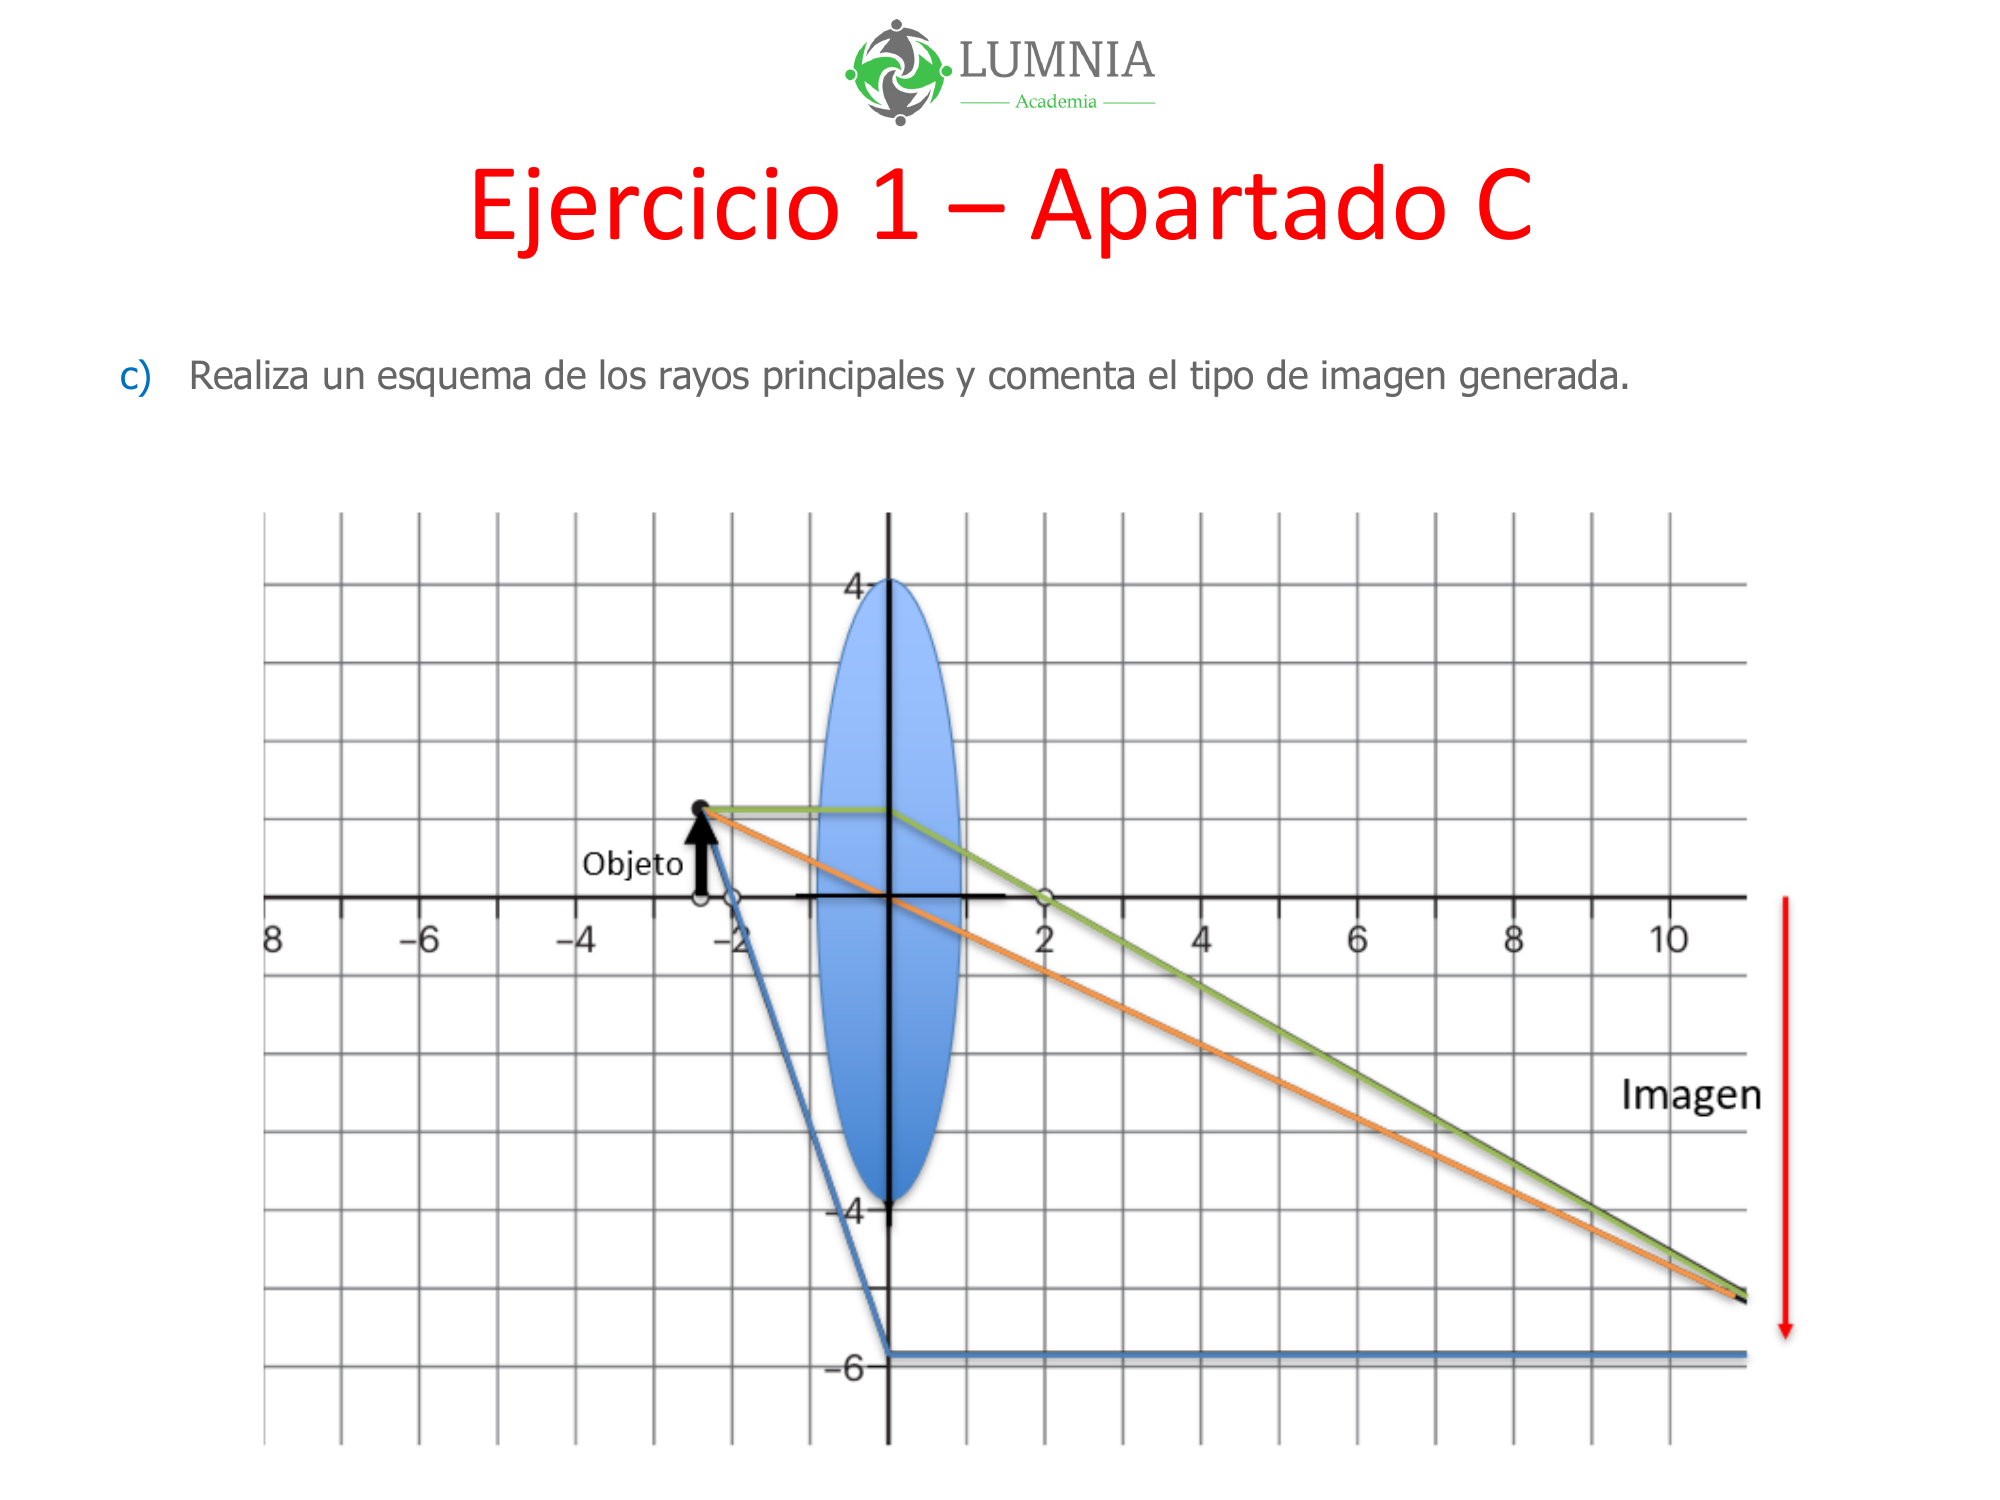 LUMNIA
Academia
Ejercicio 1 – Apartado C
c) Realiza un esquema de los rayos principales y comenta el tipo de imagen generada.
4
Objeto
8 −6 −4 −2 2 4 6 8 10
Imagen
−4
−6